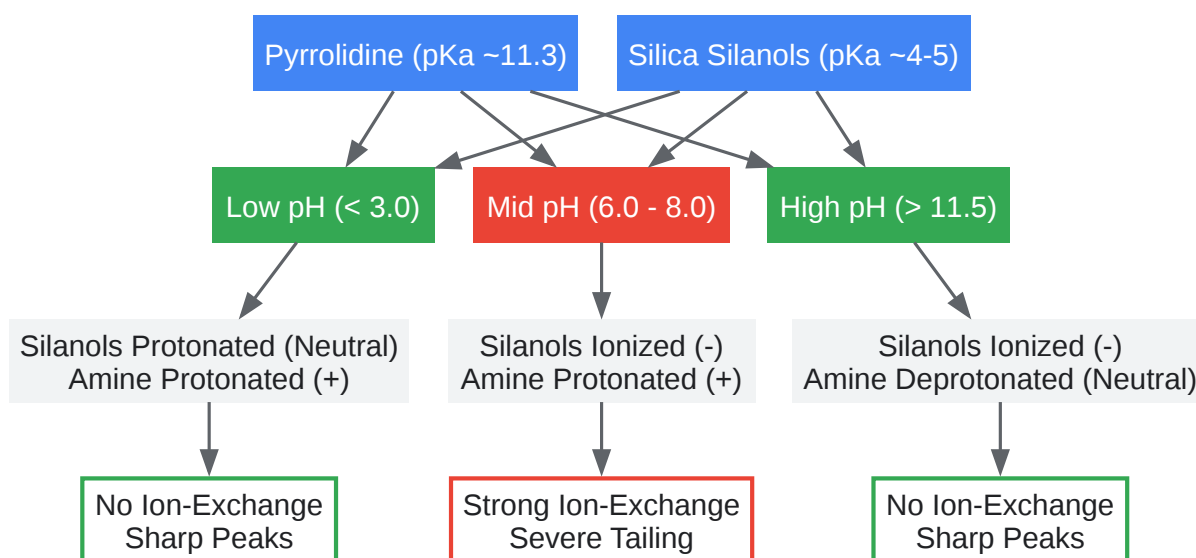 Pyrrolidine (pKa ~11.3)
Silica Silanols (pKa ~4-5)
Low pH (< 3.0)
Mid pH (6.0 - 8.0)
High pH (> 11.5)
Silanols Protonated (Neutral)
Amine Protonated (+)
Silanols Ionized (-)
Amine Protonated (+)
Silanols Ionized (-)
Amine Deprotonated (Neutral)
No Ion-Exchange
Sharp Peaks
Strong Ion-Exchange
Severe Tailing
No Ion-Exchange
Sharp Peaks